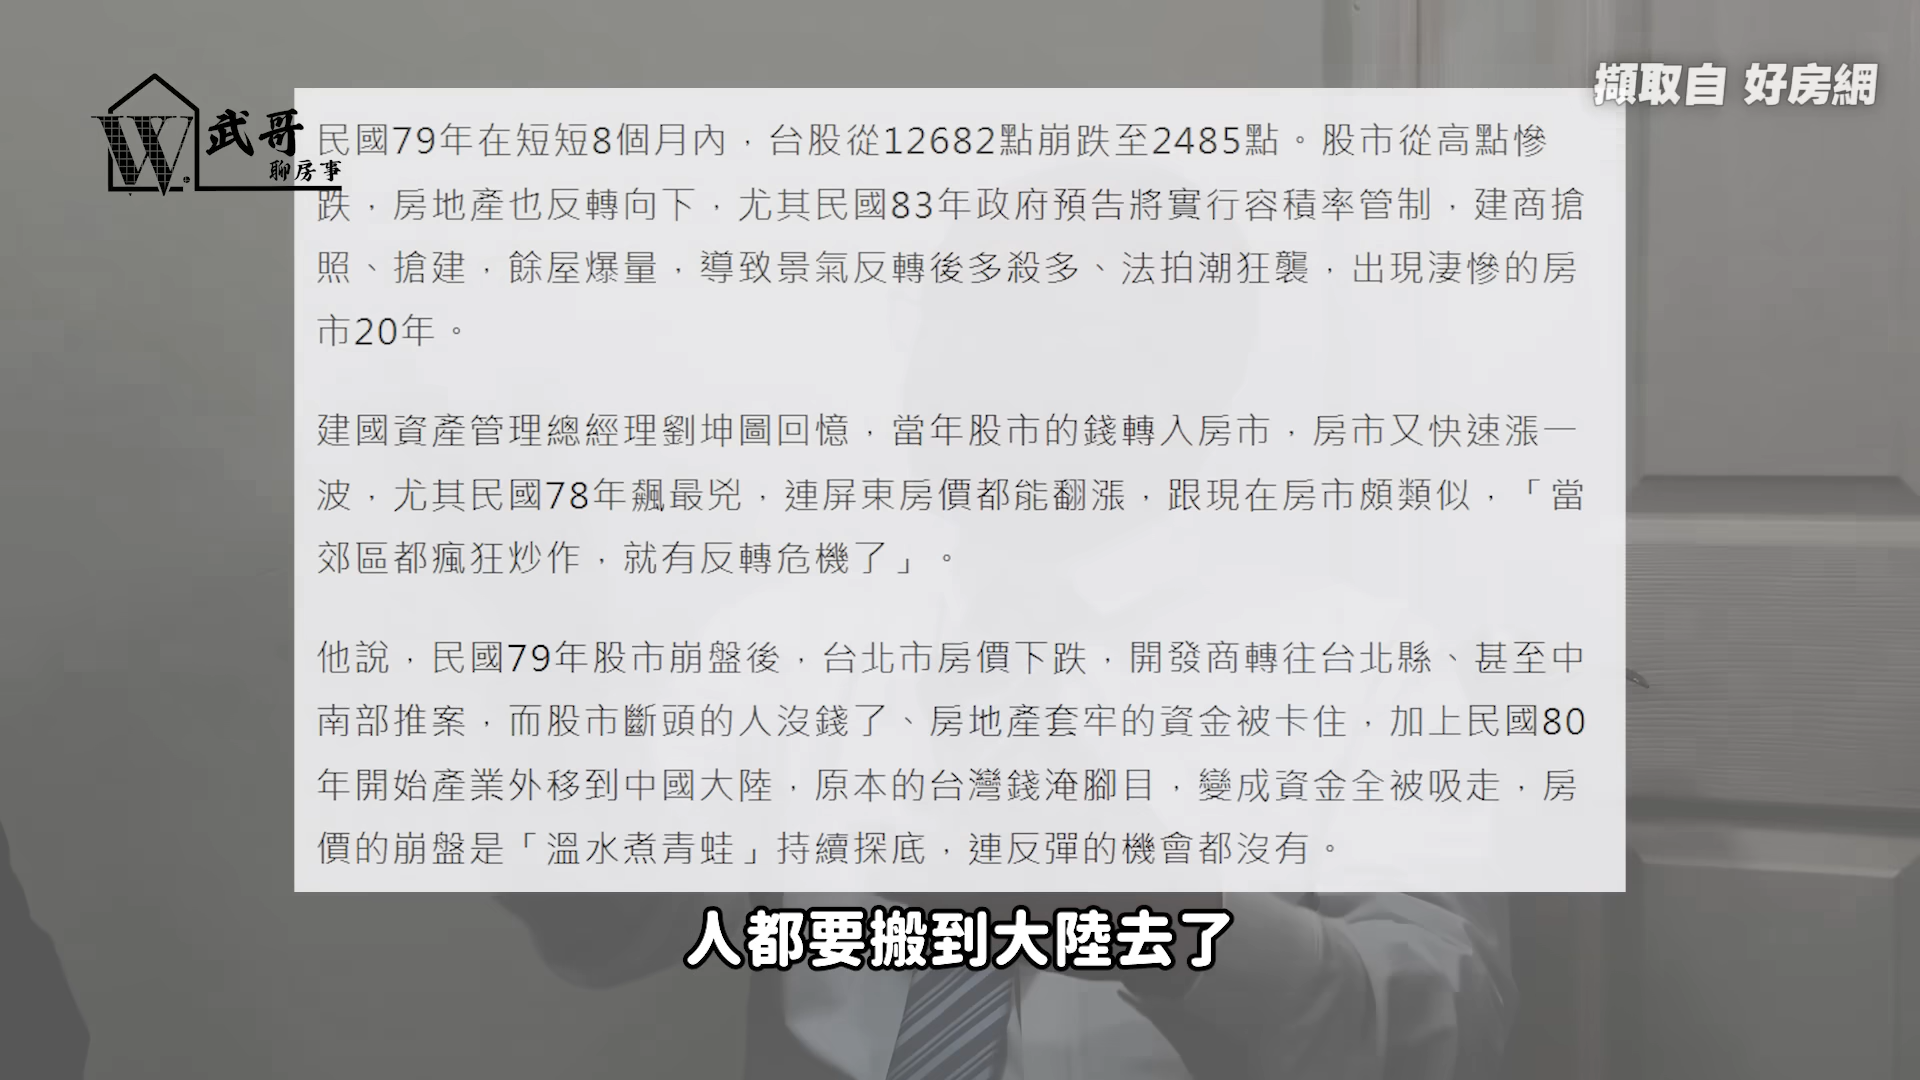 擷取自 好房網
W.
武哥
聊房事
民國79年在短短8個月內，台股從12682點崩跌至2485點。股市從高點慘
跌，房地產也反轉向下，尤其民國83年政府預告將實行容積率管制，建商搶
照、搶建，餘屋爆量，導致景氣反轉後多殺多、法拍潮狂襲，出現淒慘的房
市20年。
建國資產管理總經理劉坤圖回憶，當年股市的錢轉入房市，房市又快速漲一
波，尤其民國78年飆最兇，連屏東房價都能翻漲，跟現在房市頗類似，「當
郊區都瘋狂炒作，就有反轉危機了」。
他說，民國79年股市崩盤後，台北市房價下跌，開發商轉往台北縣、甚至中
南部推案，而股市斷頭的人沒錢了、房地產套牢的資金被卡住，加上民國80
年開始產業外移到中國大陸，原本的台灣錢淹腳目，變成資金全被吸走，房
價的崩盤是「溫水煮青蛙」持續探底，連反彈的機會都沒有。
人都要搬到大陸去了